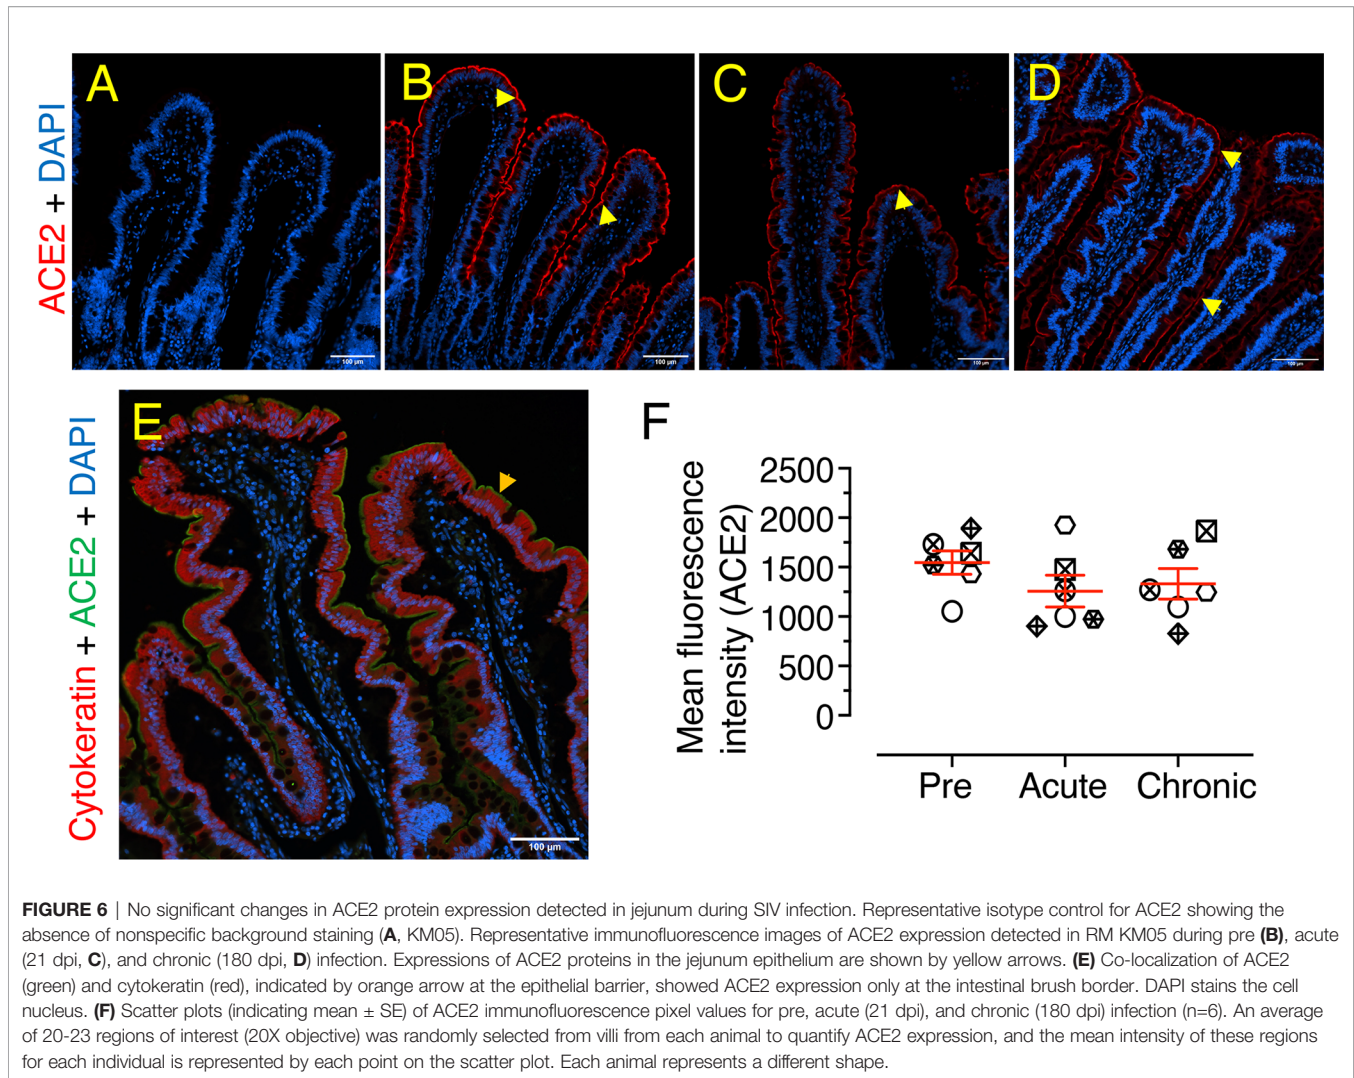 A
B
C
D
ACE2 + DAPI
100 µm
100 µm
100 µm
100 µm
E
Cytokeratin + ACE2 + DAPI
100 µm
F
Mean fluorescence
intensity (ACE2)
2500
2000
1500
1000
500
0
Pre Acute Chronic
FIGURE 6 | No significant changes in ACE2 protein expression detected in jejunum during SIV infection. Representative isotype control for ACE2 showing the
absence of nonspecific background staining (A, KM05). Representative immunofluorescence images of ACE2 expression detected in RM KM05 during pre (B), acute
(21 dpi, C), and chronic (180 dpi, D) infection. Expressions of ACE2 proteins in the jejunum epithelium are shown by yellow arrows. (E) Co-localization of ACE2
(green) and cytokeratin (red), indicated by orange arrow at the epithelial barrier, showed ACE2 expression only at the intestinal brush border. DAPI stains the cell
nucleus. (F) Scatter plots (indicating mean ± SE) of ACE2 immunofluorescence pixel values for pre, acute (21 dpi), and chronic (180 dpi) infection (n=6). An average
of 20-23 regions of interest (20X objective) was randomly selected from villi from each animal to quantify ACE2 expression, and the mean intensity of these regions
for each individual is represented by each point on the scatter plot. Each animal represents a different shape.